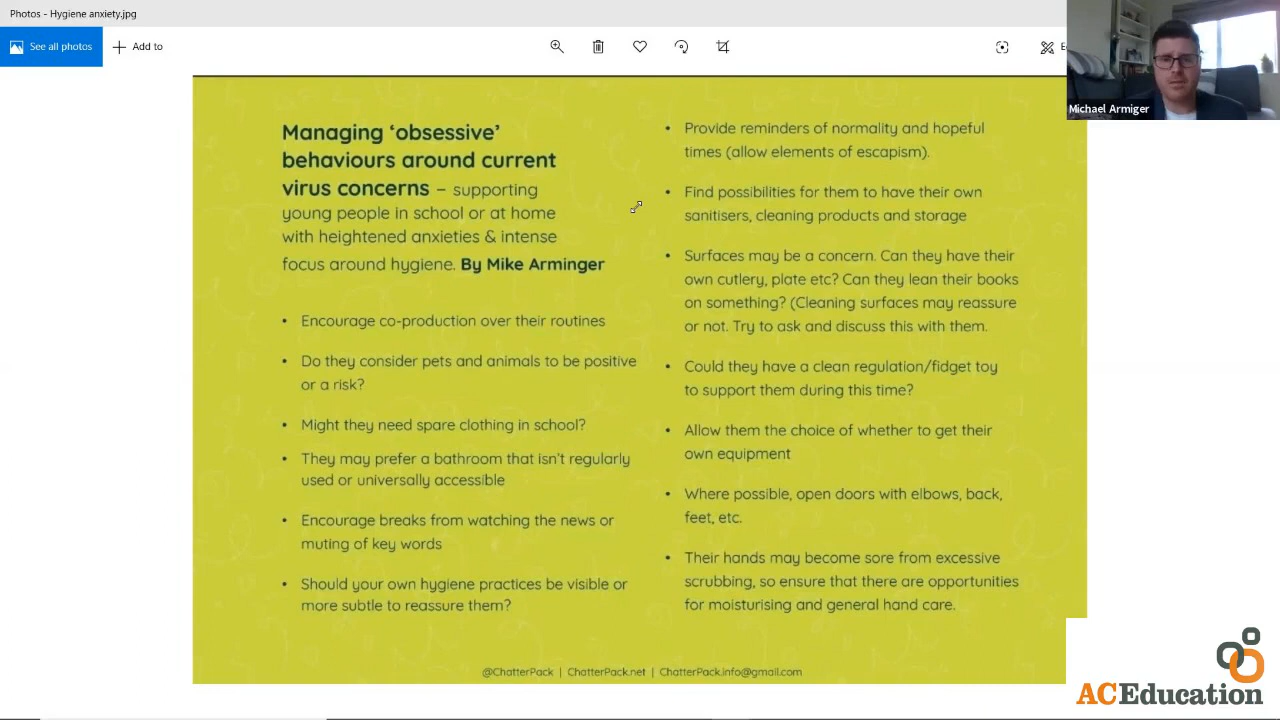 Photos - Hygiene anxiety.jpg
See all photos
Add to
Michael Armiger
Managing ‘obsessive’
behaviours around current
virus concerns – supporting
young people in school or at home
with heightened anxieties & intense
focus around hygiene. By Mike Arminger
• Encourage co-production over their routines
• Do they consider pets and animals to be positive
or a risk?
• Might they need spare clothing in school?
• They may prefer a bathroom that isn’t regularly
used or universally accessible
• Encourage breaks from watching the news or
muting of key words
• Should your own hygiene practices be visible or
more subtle to reassure them?
• Provide reminders of normality and hopeful
times (allow elements of escapism).
• Find possibilities for them to have their own
sanitisers, cleaning products and storage
• Surfaces may be a concern. Can they have their
own cutlery, plate etc? Can they lean their books
on something? (Cleaning surfaces may reassure
or not. Try to ask and discuss this with them.
• Could they have a clean regulation/fidget toy
to support them during this time?
• Allow them the choice of whether to get their
own equipment
• Where possible, open doors with elbows, back,
feet, etc.
• Their hands may become sore from excessive
scrubbing, so ensure that there are opportunities
for moisturising and general hand care.
@ChatterPack | ChatterPack.net | ChatterPack.info@gmail.com
ACEducation